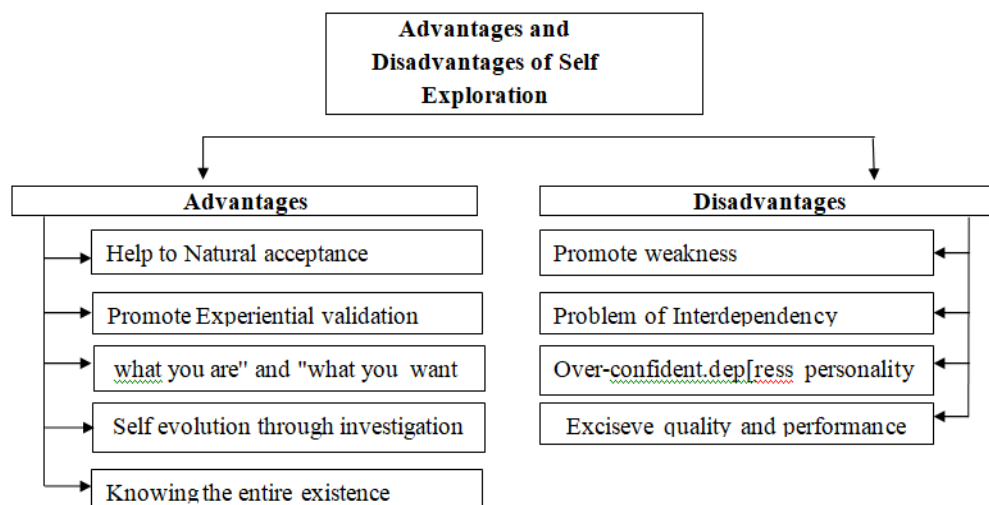 Advantages and
Disadvantages of Self
Exploration
Advantages
Help to Natural acceptance
Promote Experiential validation
what you are" and "what you want
Self evolution through investigation
Knowing the entire existence
Disadvantages
Promote weakness
Problem of Interdependency
Over-confident.dep[ress personality
Exciseve quality and performance